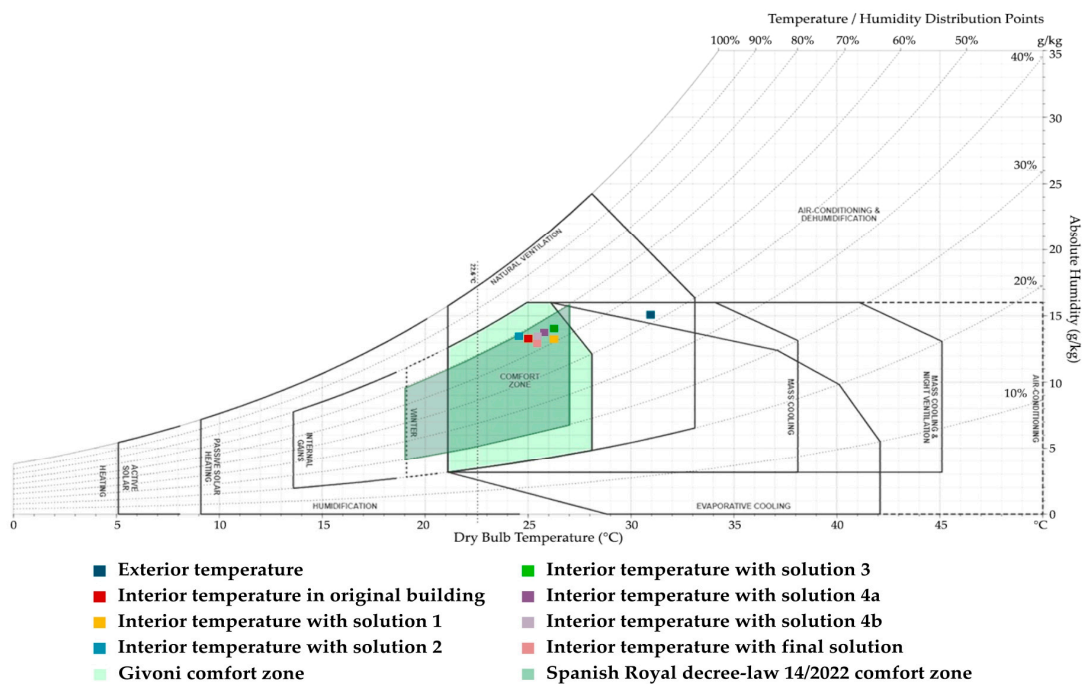 Temperature / Humidity Distribution Points
100% 90% 80% 70% 60% 50% g/kg
40% 35
30
30%
25
AIR-CONDITIONING &
DEHUMIDIFICATION
NATURAL VENTILATION
20
22.6°C
20%
15
Absolute Humidity (g/kg)
COMFORT
ZONE
10
10%
WINTER
INTERNAL
GAINS
PASSIVE SOLAR
HEATING
ACTIVE
SOLAR
HEATING
MASS COOLING
MASS COOLING &
NIGHT VENTILATION
AIR-CONDITIONING
5
HUMIDIFICATION
EVAPORATIVE COOLING
0
0 5 10 15 20 25 30 35 40 45 °C
Dry Bulb Temperature (°C)
Exterior temperature
Interior temperature in original building
Interior temperature with solution 1
Interior temperature with solution 2
Givoni comfort zone
Interior temperature with solution 3
Interior temperature with solution 4a
Interior temperature with solution 4b
Interior temperature with final solution
Spanish Royal decree-law 14/2022 comfort zone